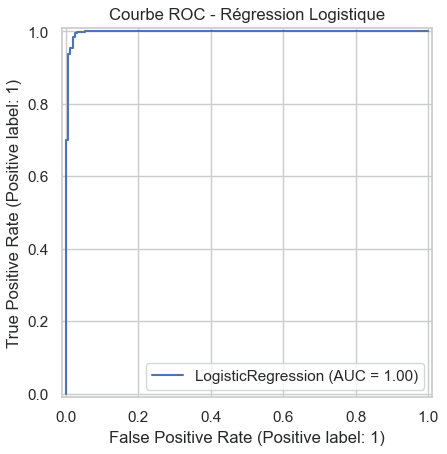 Courbe ROC - Régression Logistique
True Positive Rate (Positive label: 1)
1.0
0.8
0.6
0.4
0.2
0.0
LogisticRegression (AUC = 1.00)
0.0 0.2 0.4 0.6 0.8 1.0
False Positive Rate (Positive label: 1)